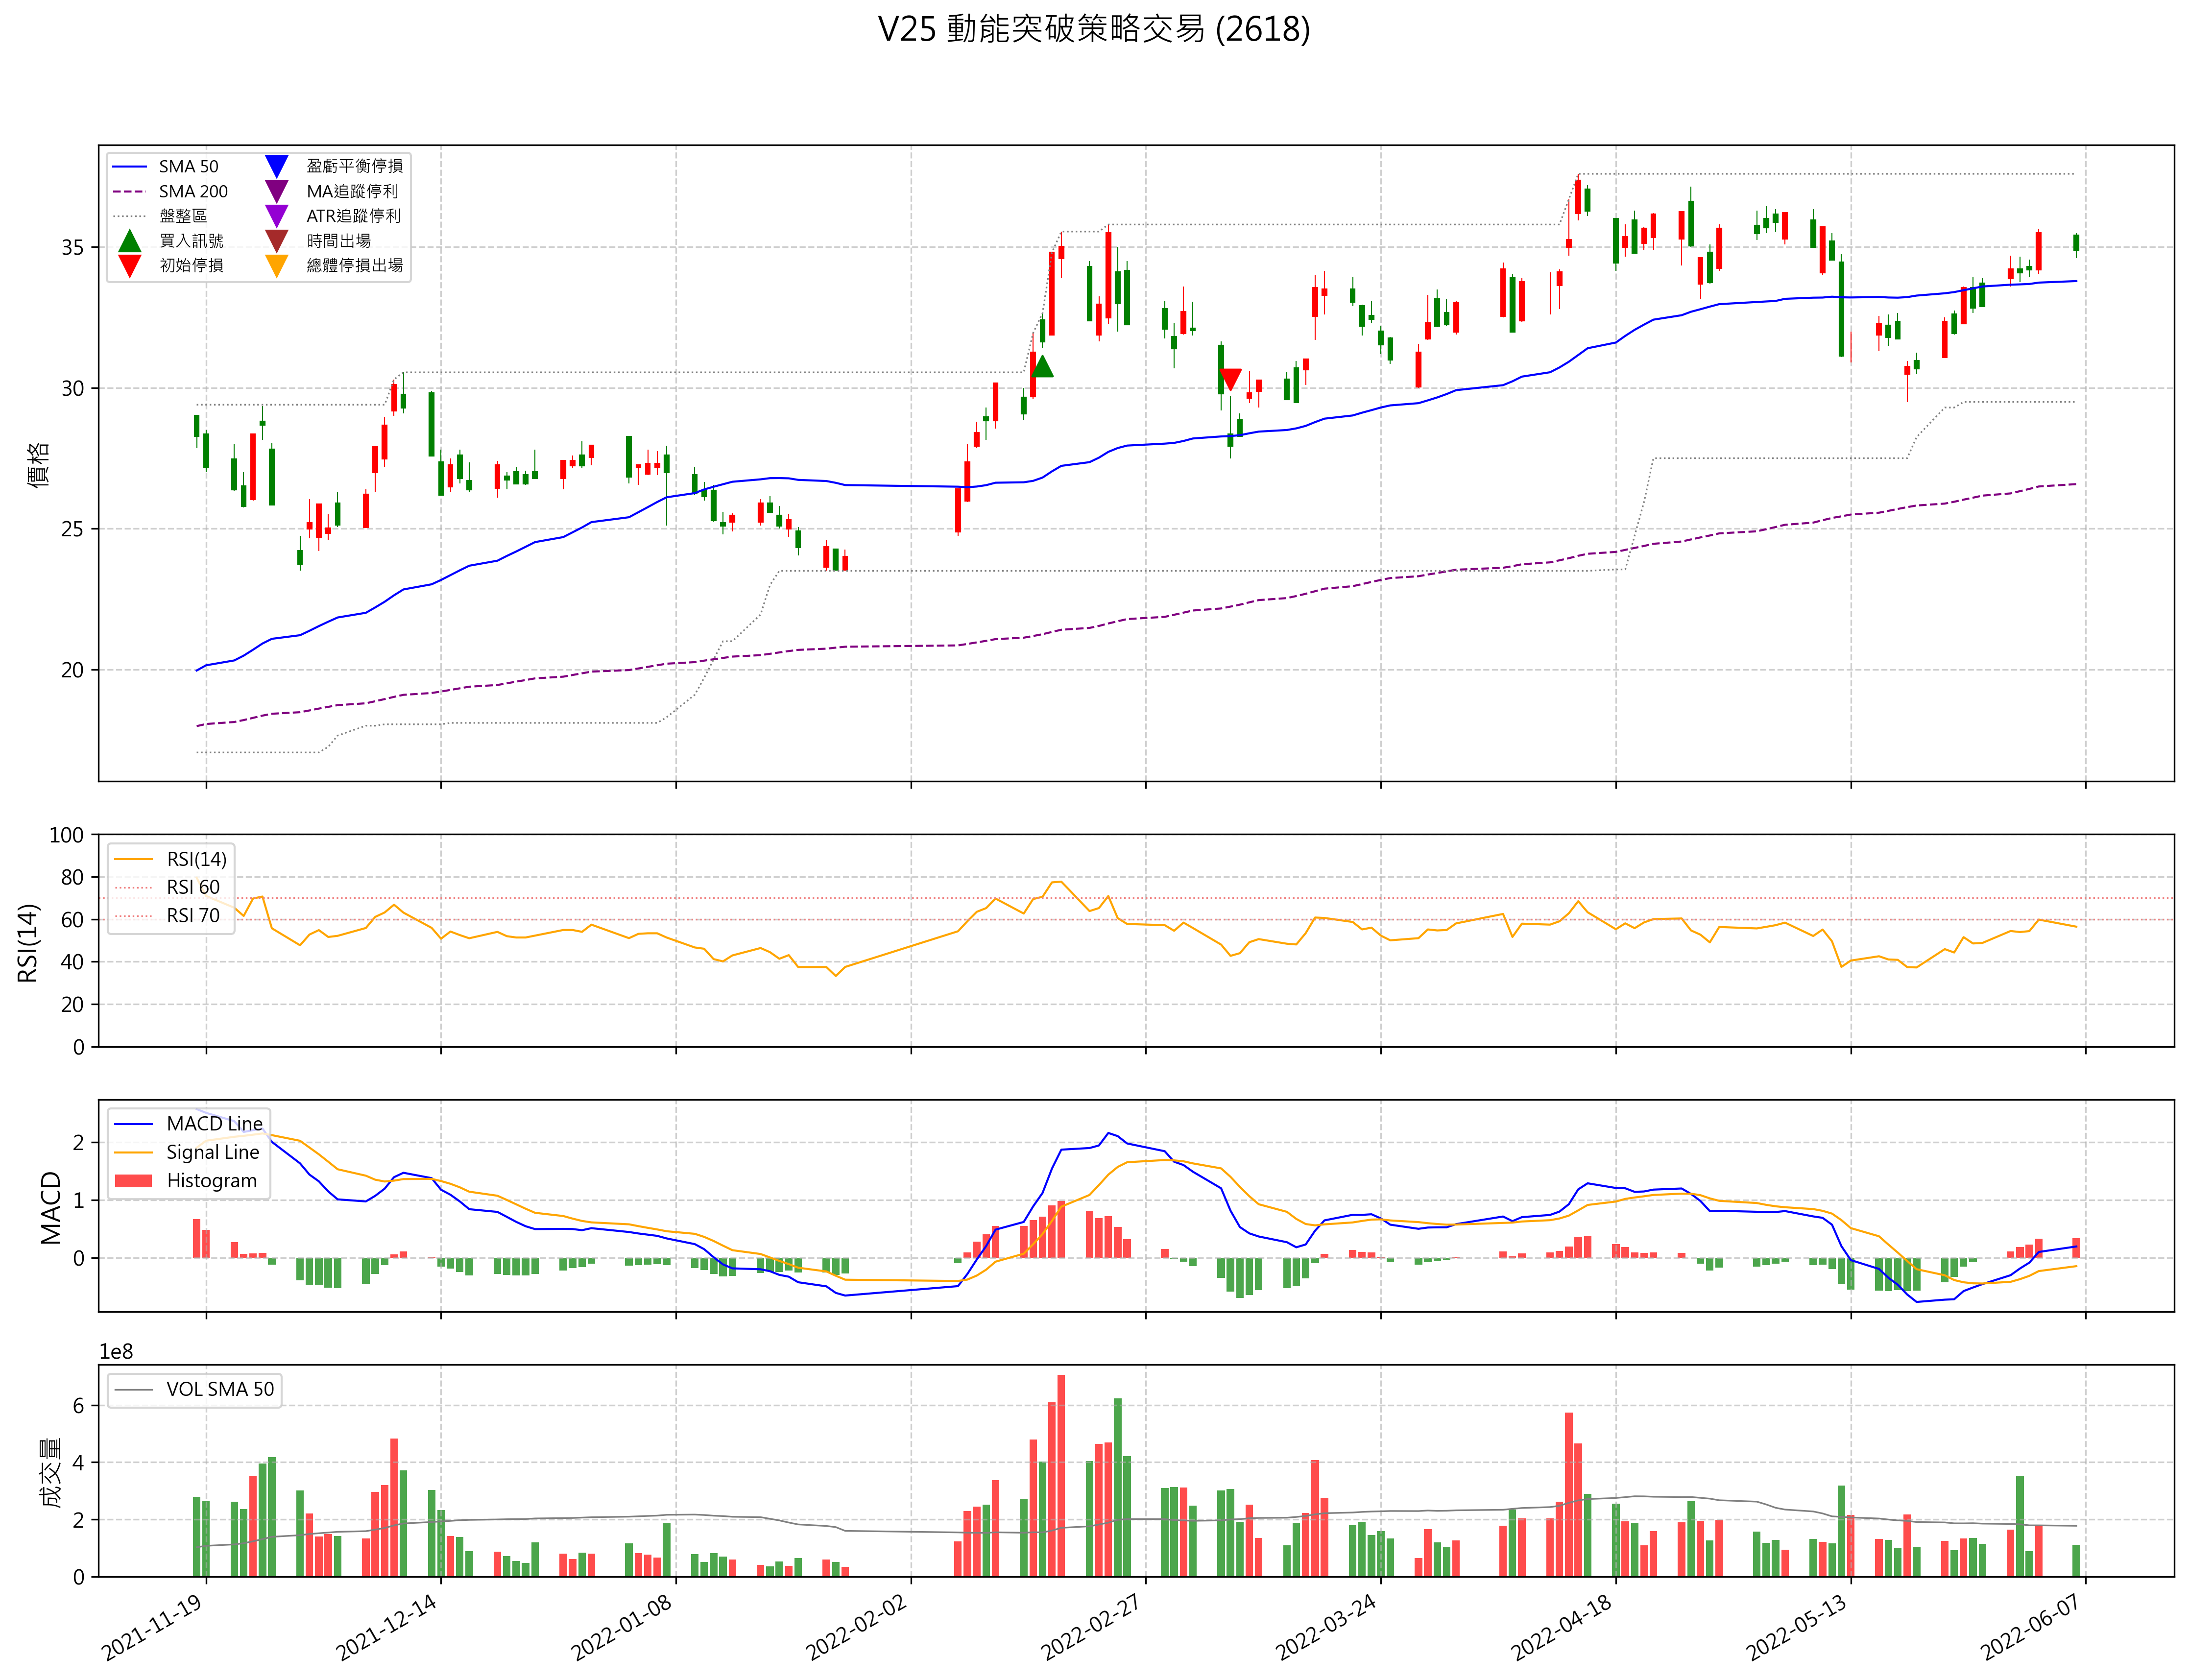 V25 動能突破策略交易 (2618)
SMA 50
SMA 200
盤整區
買入訊號
初始停損
盈虧平衡停損
MA追蹤停利
ATR追蹤停利
時間出場
總體停損出場
價格
35
30
25
20
RSI(14)
RSI 60
RSI 70
RSI(14)
100
80
60
40
20
0
MACD Line
Signal Line
Histogram
MACD
2
1
0
1e8
VOL SMA 50
成交量
6
4
2
0
2021-11-19
2021-12-14
2022-01-08
2022-02-02
2022-02-27
2022-03-24
2022-04-18
2022-05-13
2022-06-07